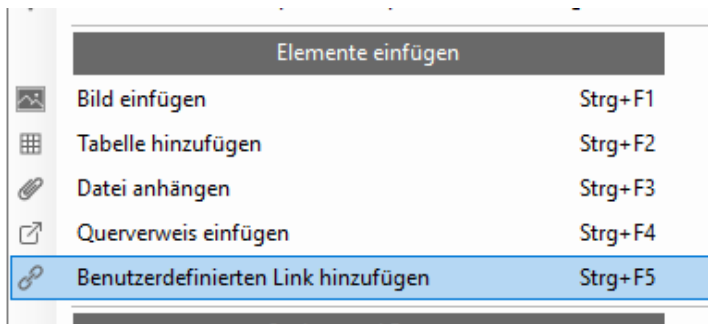 Elemente einfügen
Bild einfügen Strg+F1
Tabelle hinzufügen Strg+F2
Datei anhängen Strg+F3
Querverweis einfügen Strg+F4
Benutzerdefinierten Link hinzufügen Strg+F5